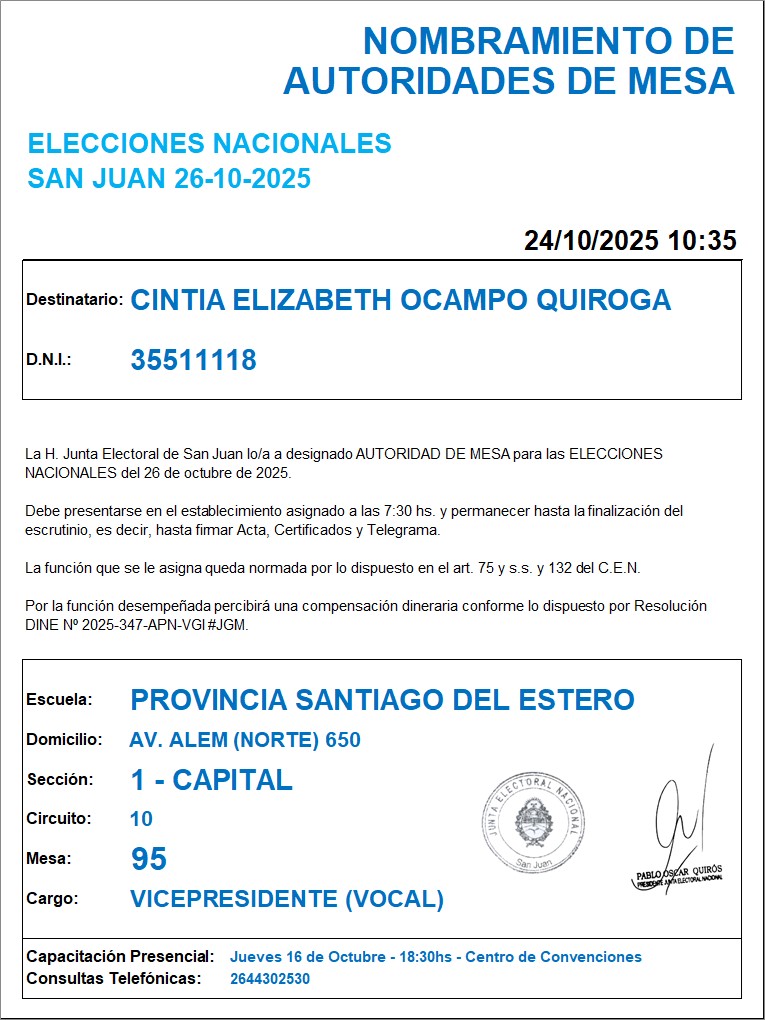 NOMBRAMIENTO DE
AUTORIDADES DE MESA
ELECCIONES NACIONALES
SAN JUAN 26-10-2025
24/10/2025 10:35
Destinatario: CINTIA ELIZABETH OCAMPO QUIROGA
D.N.I.: 35511118
La H. Junta Electoral de San Juan lo/a a designado AUTORIDAD DE MESA para las ELECCIONES
NACIONALES del 26 de octubre de 2025.
Debe presentarse en el establecimiento asignado a las 7:30 hs. y permanecer hasta la finalización del
escrutinio, es decir, hasta firmar Acta, Certificados y Telegrama.
La función que se le asigna queda normada por lo dispuesto en el art. 75 y s.s. y 132 del C.E.N.
Por la función desempeñada percibirá una compensación dineraria conforme lo dispuesto por Resolución
DINE Nº 2025-347-APN-VGI#JGM.
Escuela: PROVINCIA SANTIAGO DEL ESTERO
Domicilio: AV. ALEM (NORTE) 650
Sección: 1 - CAPITAL
Circuito: 10
Mesa: 95
Cargo: VICEPRESIDENTE (VOCAL)
JUNTA ELECTORAL NACIONAL
San Juan
PABLO OSCAR QUIRÓS
PRESIDENTE JUNTA ELECTORAL NACIONAL
Capacitación Presencial: Jueves 16 de Octubre - 18:30hs - Centro de Convenciones
Consultas Telefónicas: 2644302530